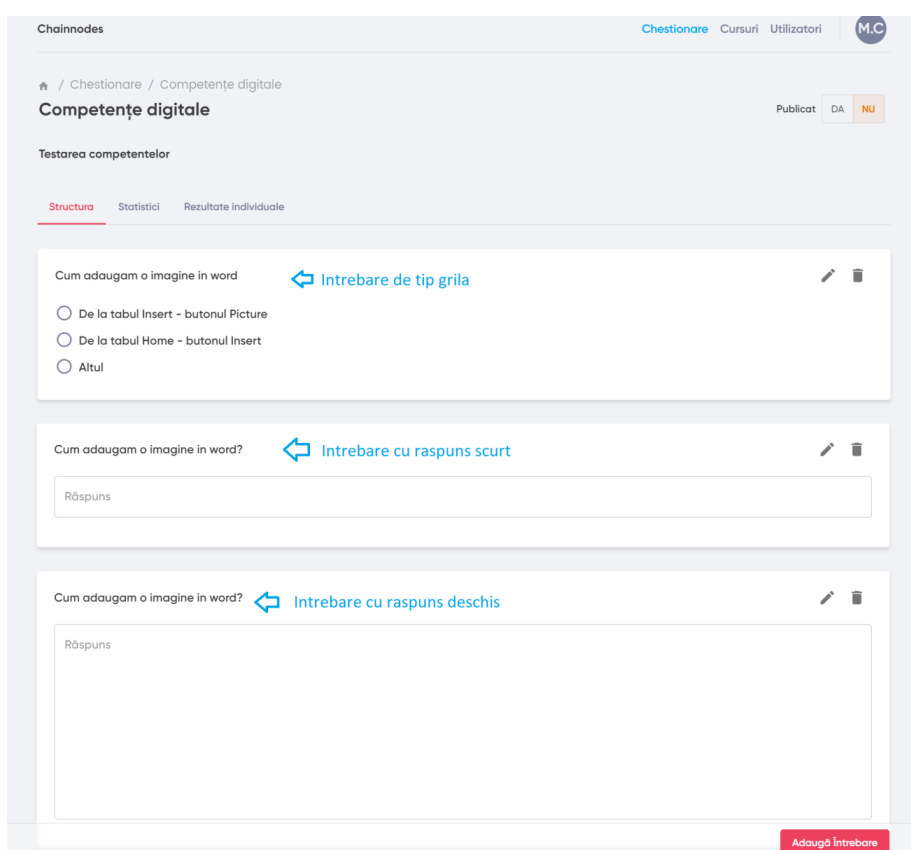 Chainnodes
Chestionare Cursuri Utilizatori M.C
/ Chestionare / Competențe digitale
Competențe digitale
Publicat DA NU
Testarea competentelor
Structura Statistici Rezultate individuale
Cum adaugam o imagine in word
Intrebare de tip grila
De la tabul Insert - butonul Picture
De la tabul Home - butonul Insert
Altul
Cum adaugam o imagine in word?
Intrebare cu raspuns scurt
Răspuns
Cum adaugam o imagine in word?
Intrebare cu raspuns deschis
Răspuns
Adaugă Întrebare